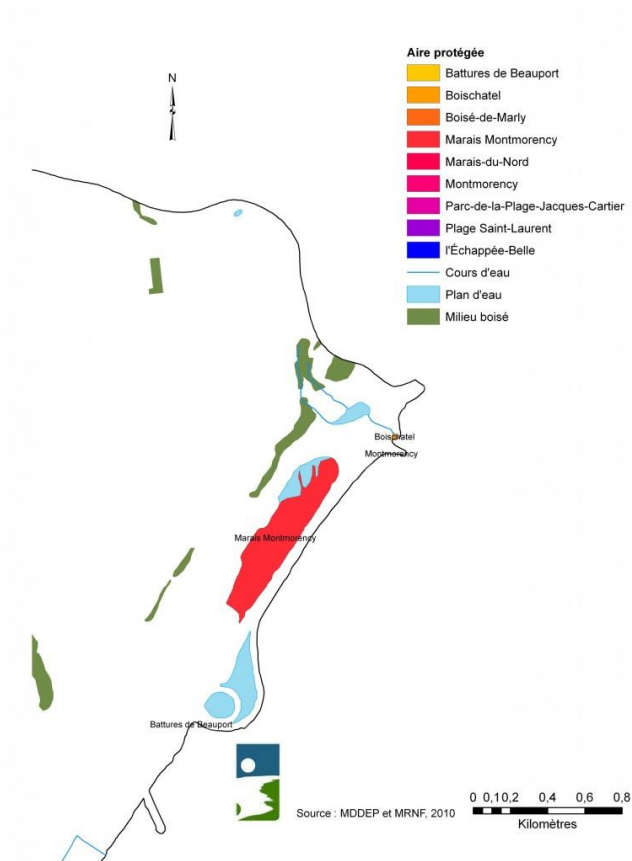 Aire protégée
Battures de Beauport
Boischatel
Boisé-de-Marly
Marais Montmorency
Marais-du-Nord
Montmorency
Parc-de-la-Plage-Jacques-Cartier
Plage Saint-Laurent
l'Échappée-Belle
Cours d'eau
Plan d'eau
Milieu boisé
N
Boischatel
Montmorency
Marais Montmorency
Battures de Beauport
Source : MDDEP et MRNF, 2010
0 0,10,2 0,4 0,6 0,8
Kilomètres